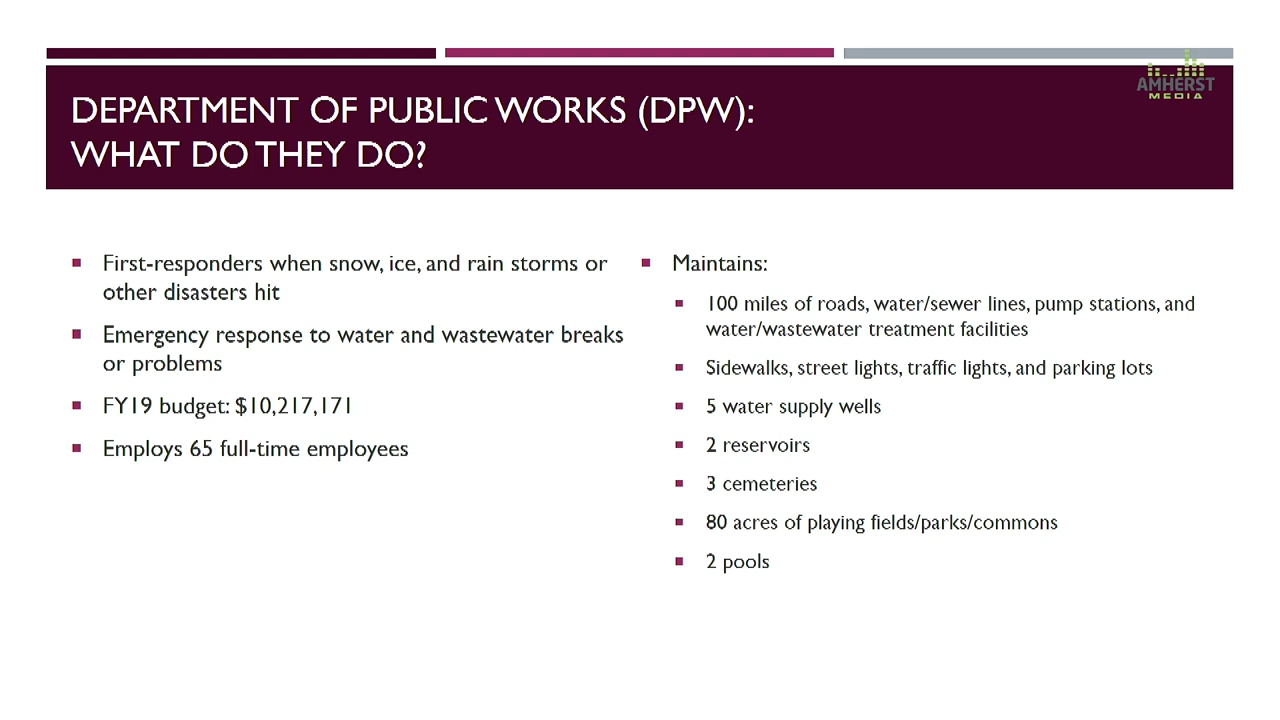 AMHERST
MEDIA
DEPARTMENT OF PUBLIC WORKS (DPW):
WHAT DO THEY DO?
First-responders when snow, ice, and rain storms or
other disasters hit
Emergency response to water and wastewater breaks
or problems
FY19 budget: $10,217,171
Employs 65 full-time employees
Maintains:
100 miles of roads, water/sewer lines, pump stations, and
water/wastewater treatment facilities
Sidewalks, street lights, traffic lights, and parking lots
5 water supply wells
2 reservoirs
3 cemeteries
80 acres of playing fields/parks/commons
2 pools